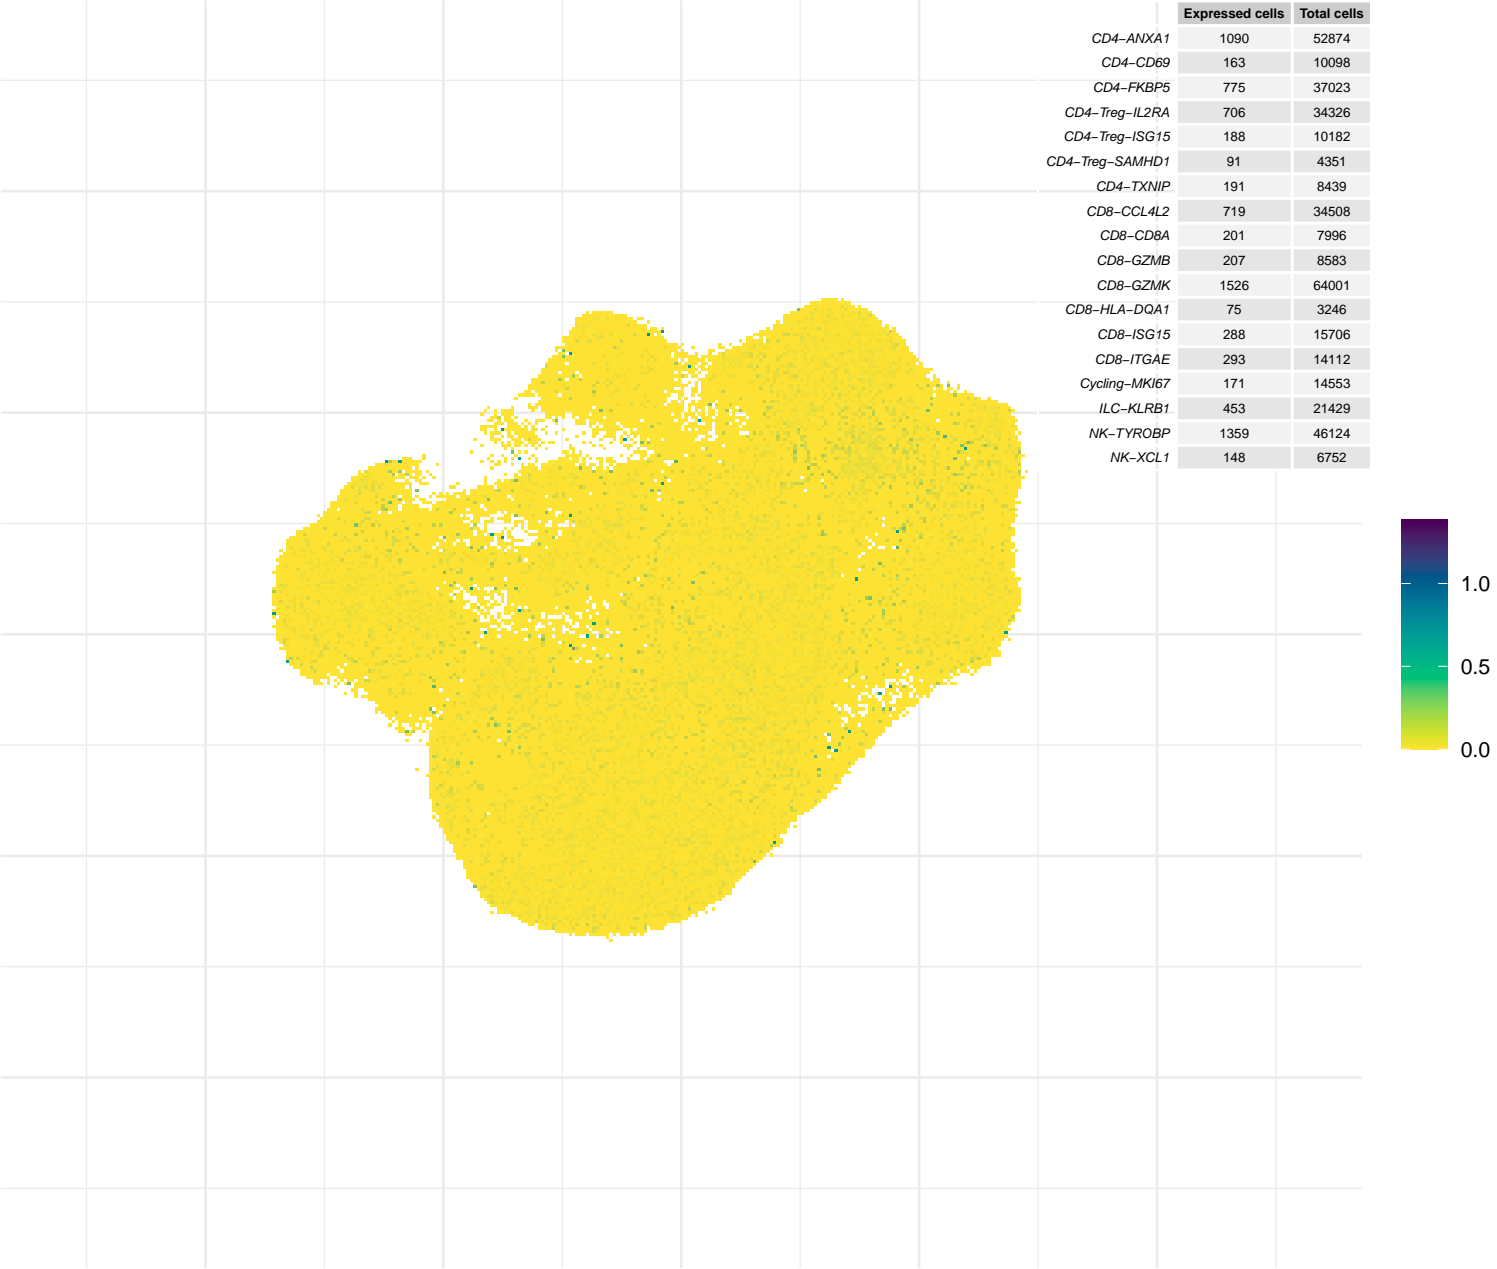 Expressed cells Total cells
CD4−ANXA1 1090 52874
CD4−CD69 163 10098
CD4−FKBP5 775 37023
CD4−Treg−IL2RA 706 34326
CD4−Treg−ISG15 188 10182
CD4−Treg−SAMHD1 91 4351
CD4−TXNIP 191 8439
CD8−CCL4L2 719 34508
CD8−CD8A 201 7996
CD8−GZMB 207 8583
CD8−GZMK 1526 64001
CD8−HLA−DQA1 75 3246
CD8−ISG15 288 15706
CD8−ITGAE 293 14112
Cycling−MKI67 171 14553
ILC−KLRB1 453 21429
NK−TYROBP 1359 46124
NK−XCL1 148 6752
1.0
0.5
0.0